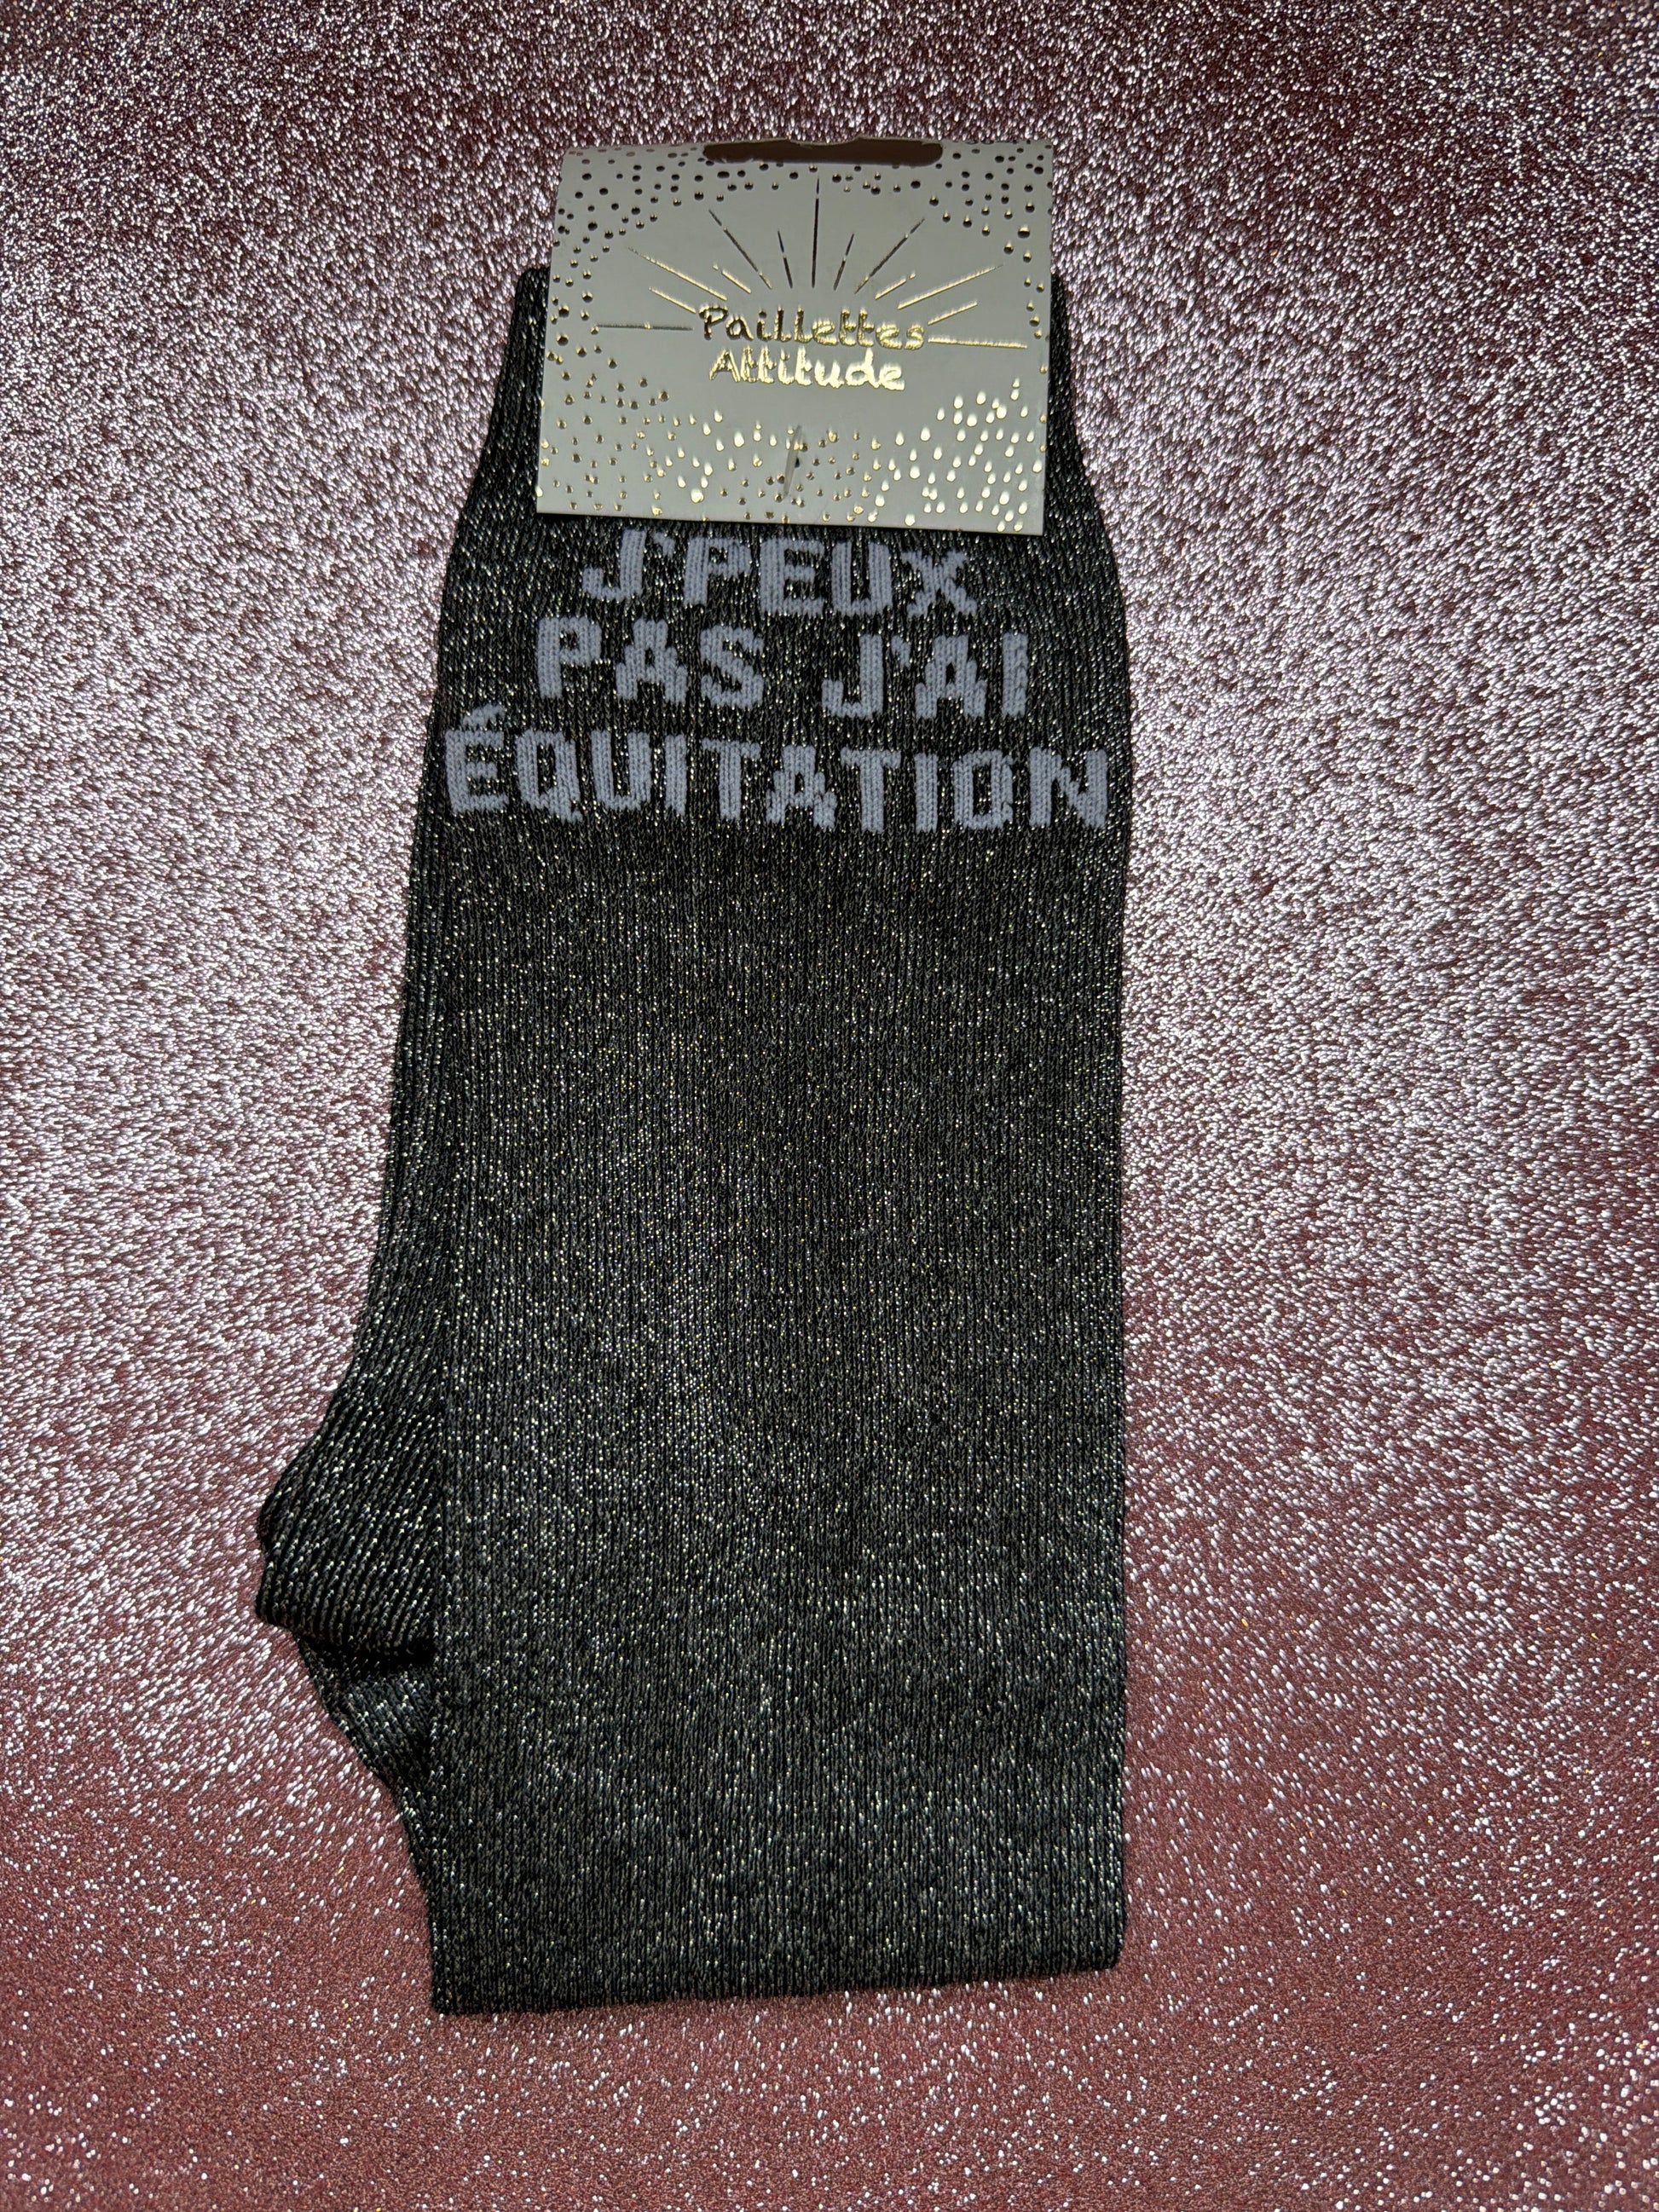 Paillettes
Attitude
J'PEUX
PAS J'AI
ÉQUITATION